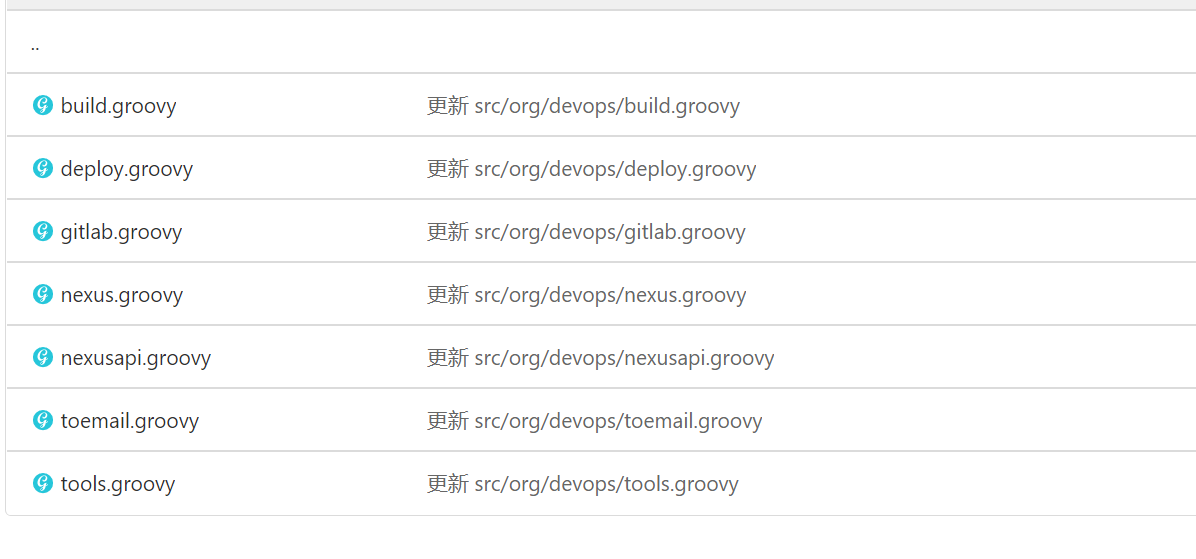 ..
build.groovy 更新 src/org/devops/build.groovy
deploy.groovy 更新 src/org/devops/deploy.groovy
gitlab.groovy 更新 src/org/devops/gitlab.groovy
nexus.groovy 更新 src/org/devops/nexus.groovy
nexusapi.groovy 更新 src/org/devops/nexusapi.groovy
toemail.groovy 更新 src/org/devops/toemail.groovy
tools.groovy 更新 src/org/devops/tools.groovy